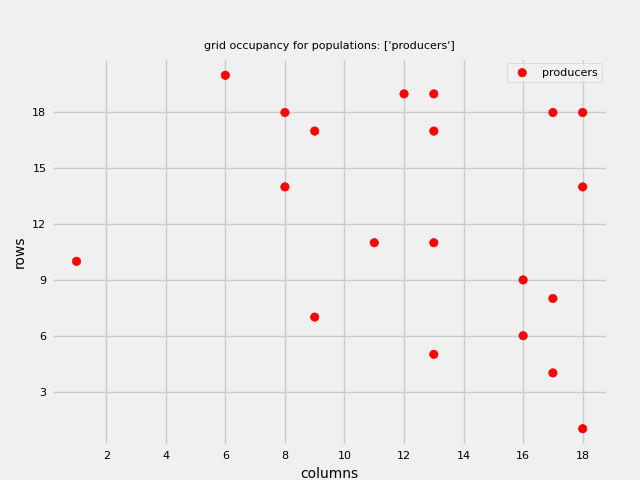 grid occupancy for populations: ['producers']
producers
18
15
12
9
6
3
rows
2 4 6 8 10 12 14 16 18
columns